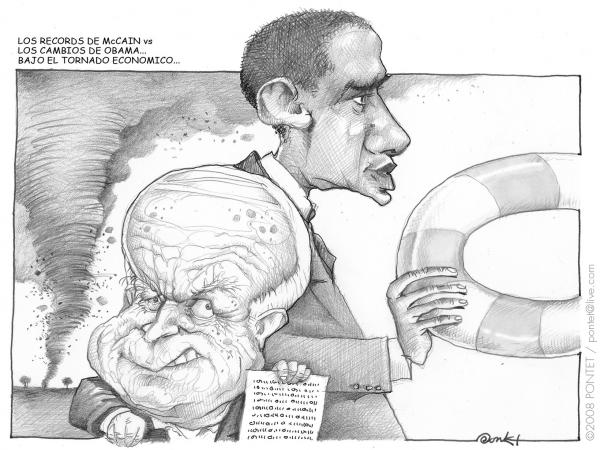 LOS RECORDS DE McCAIN vs
LOS CAMBIOS DE OBAMA...
BAJO EL TORNADO ECONOMICO...
©2008 PONTET / pontet@live.com